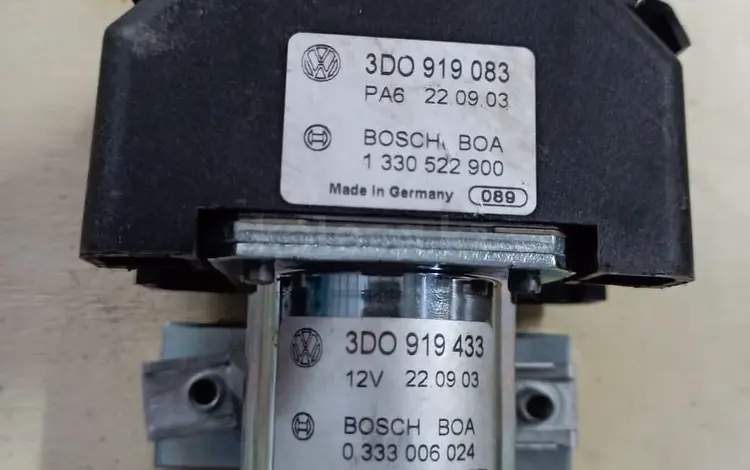 3D0 919 083
PA6 22.09.03
BOSCH BOA
1 330 522 900
Made in Germany 089
3D0 919 433
12V 22.09.03
BOSCH BOA
0 333 006 024